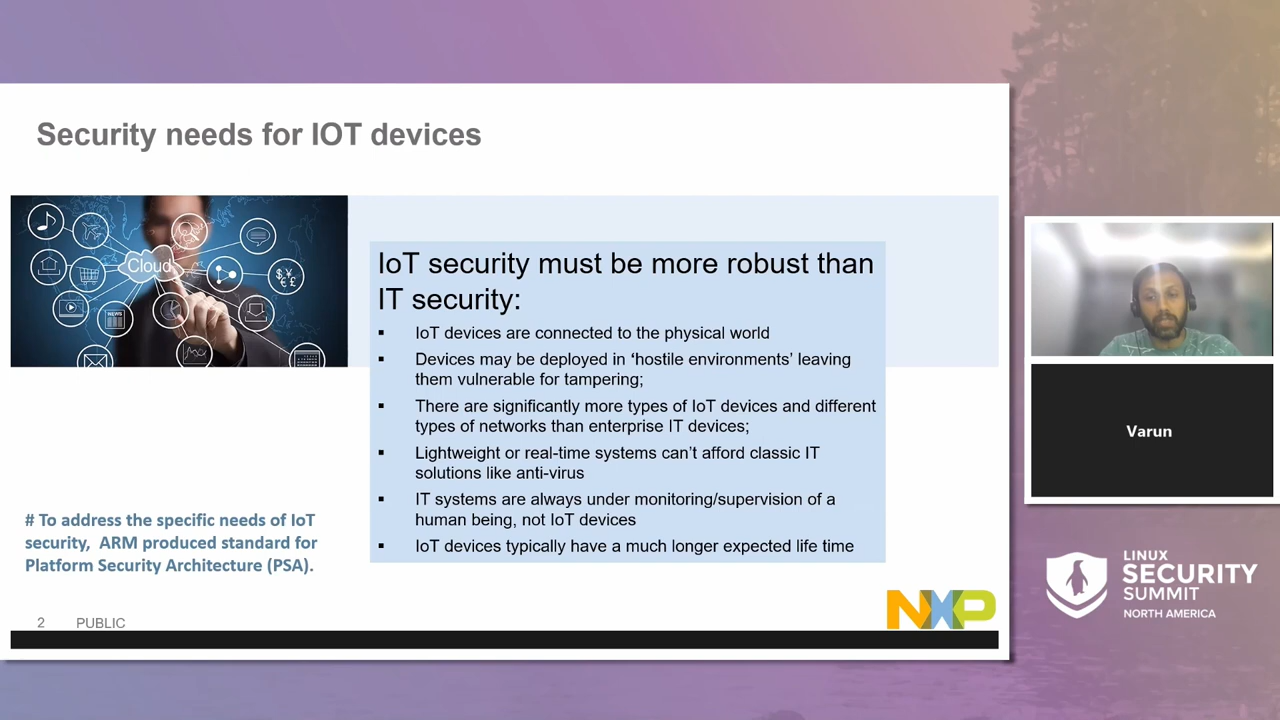 Security needs for IOT devices
Cloud
NEWS
$ ¥
€ £
IoT security must be more robust than
IT security:
▪ IoT devices are connected to the physical world
▪ Devices may be deployed in ‘hostile environments’ leaving
them vulnerable for tampering;
▪ There are significantly more types of IoT devices and different
types of networks than enterprise IT devices;
▪ Lightweight or real-time systems can’t afford classic IT
solutions like anti-virus
▪ IT systems are always under monitoring/supervision of a
human being, not IoT devices
▪ IoT devices typically have a much longer expected life time
# To address the specific needs of IoT
security, ARM produced standard for
Platform Security Architecture (PSA).
2 PUBLIC
NXP
Varun
LINUX
SECURITY
SUMMIT
NORTH AMERICA